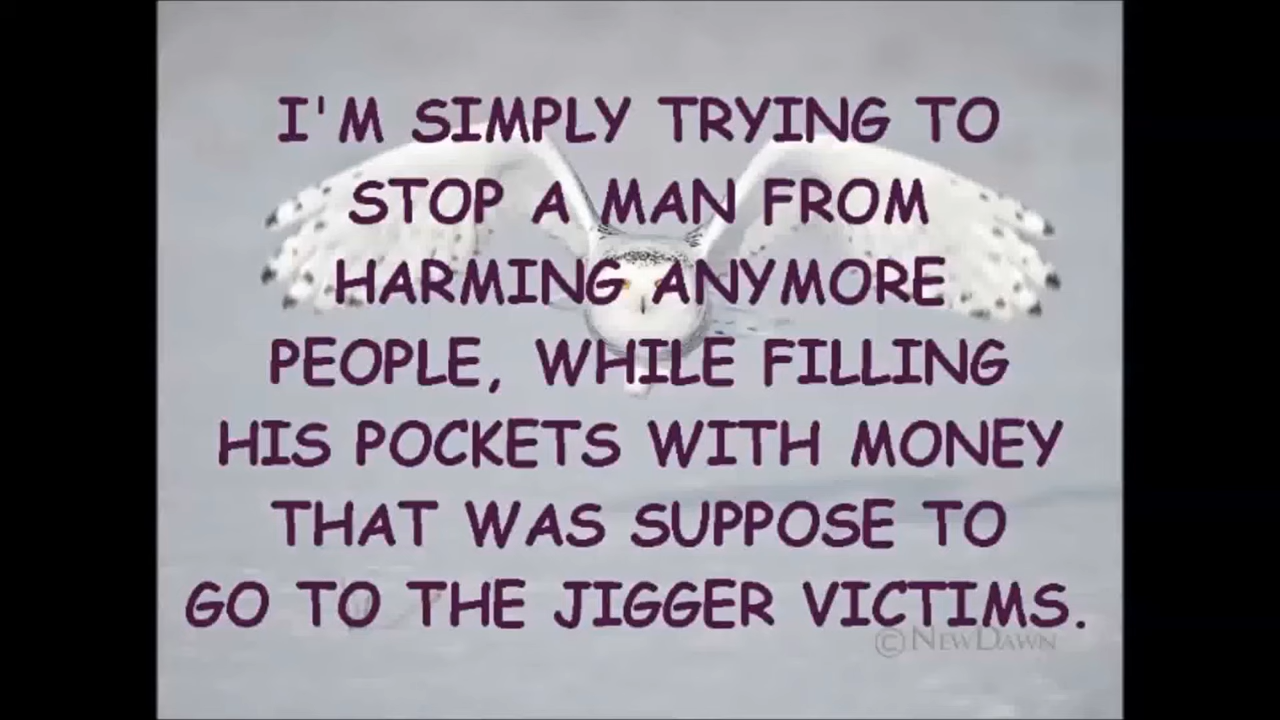 I'M SIMPLY TRYING TO
STOP A MAN FROM
HARMING ANYMORE
PEOPLE, WHILE FILLING
HIS POCKETS WITH MONEY
THAT WAS SUPPOSE TO
GO TO THE JIGGER VICTIMS.
©NEWDAWN